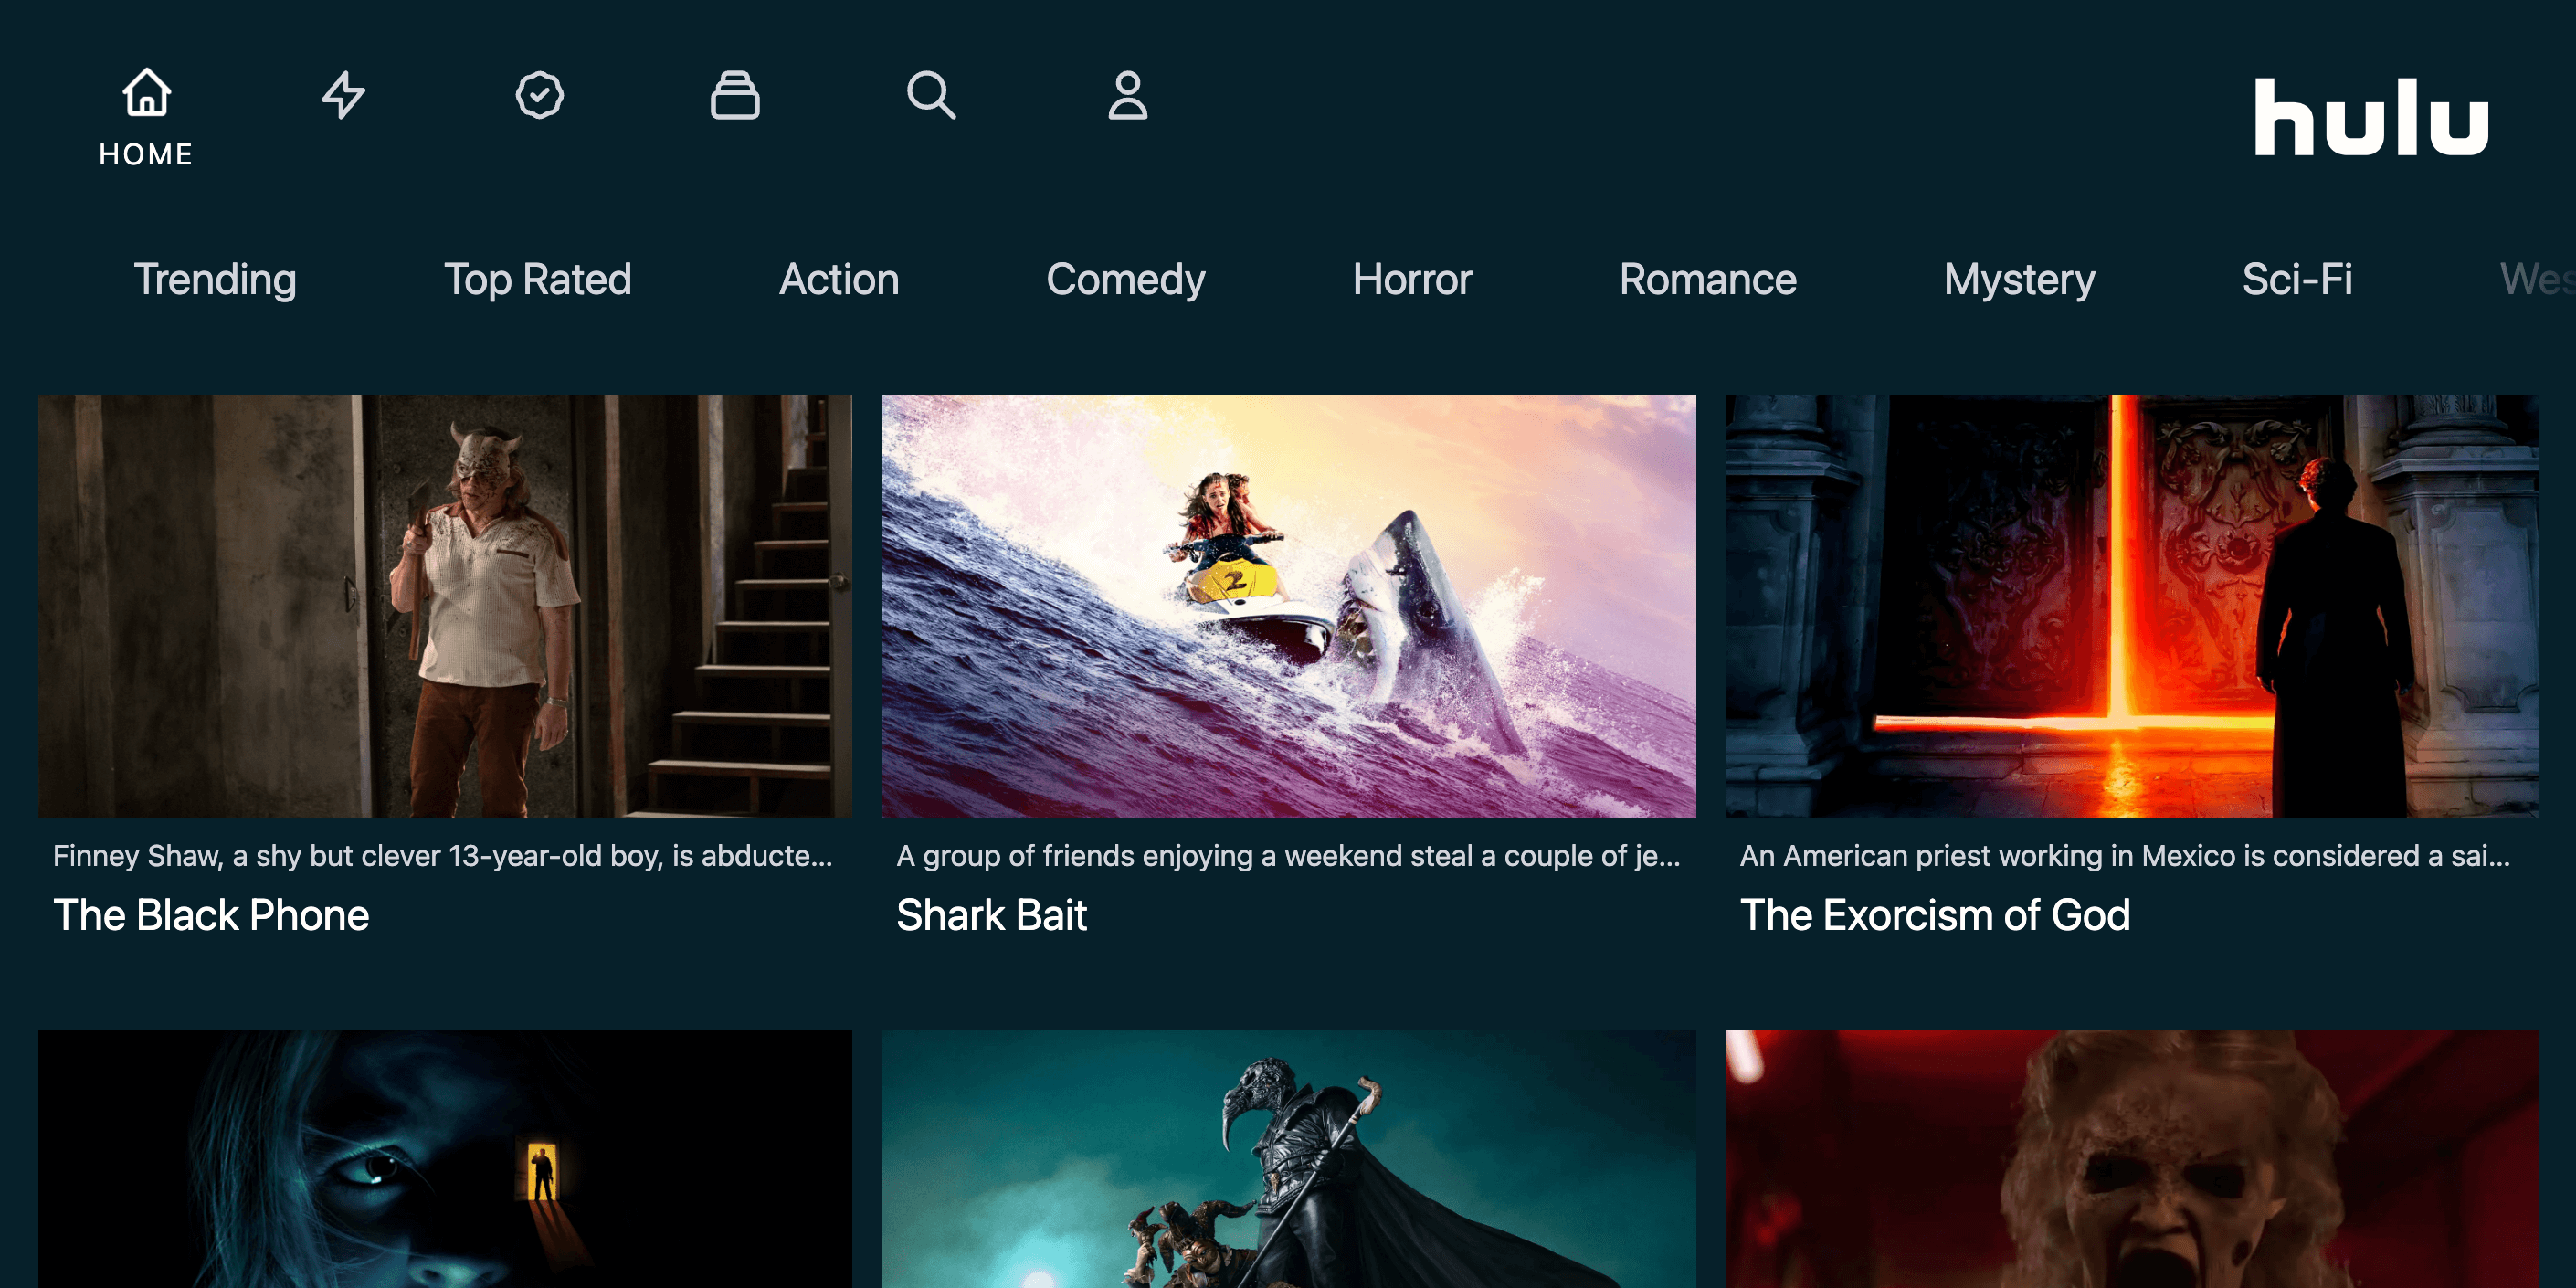 HOME
hulu
Trending
Top Rated
Action
Comedy
Horror
Romance
Mystery
Sci-Fi
Wes
2
Finney Shaw, a shy but clever 13-year-old boy, is abducte...
The Black Phone
A group of friends enjoying a weekend steal a couple of je...
Shark Bait
An American priest working in Mexico is considered a sai...
The Exorcism of God